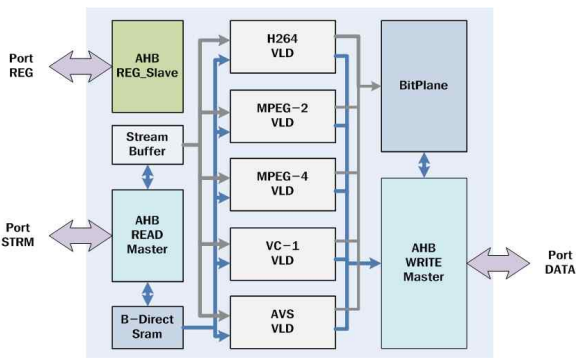 Port
REG
AHB
REG_Slave
Stream
Buffer
Port
STRM
AHB
READ
Master
B-Direct
Sram
H264
VLD
MPEG-2
VLD
MPEG-4
VLD
VC-1
VLD
AVS
VLD
BitPlane
AHB
WRITE
Master
Port
DATA